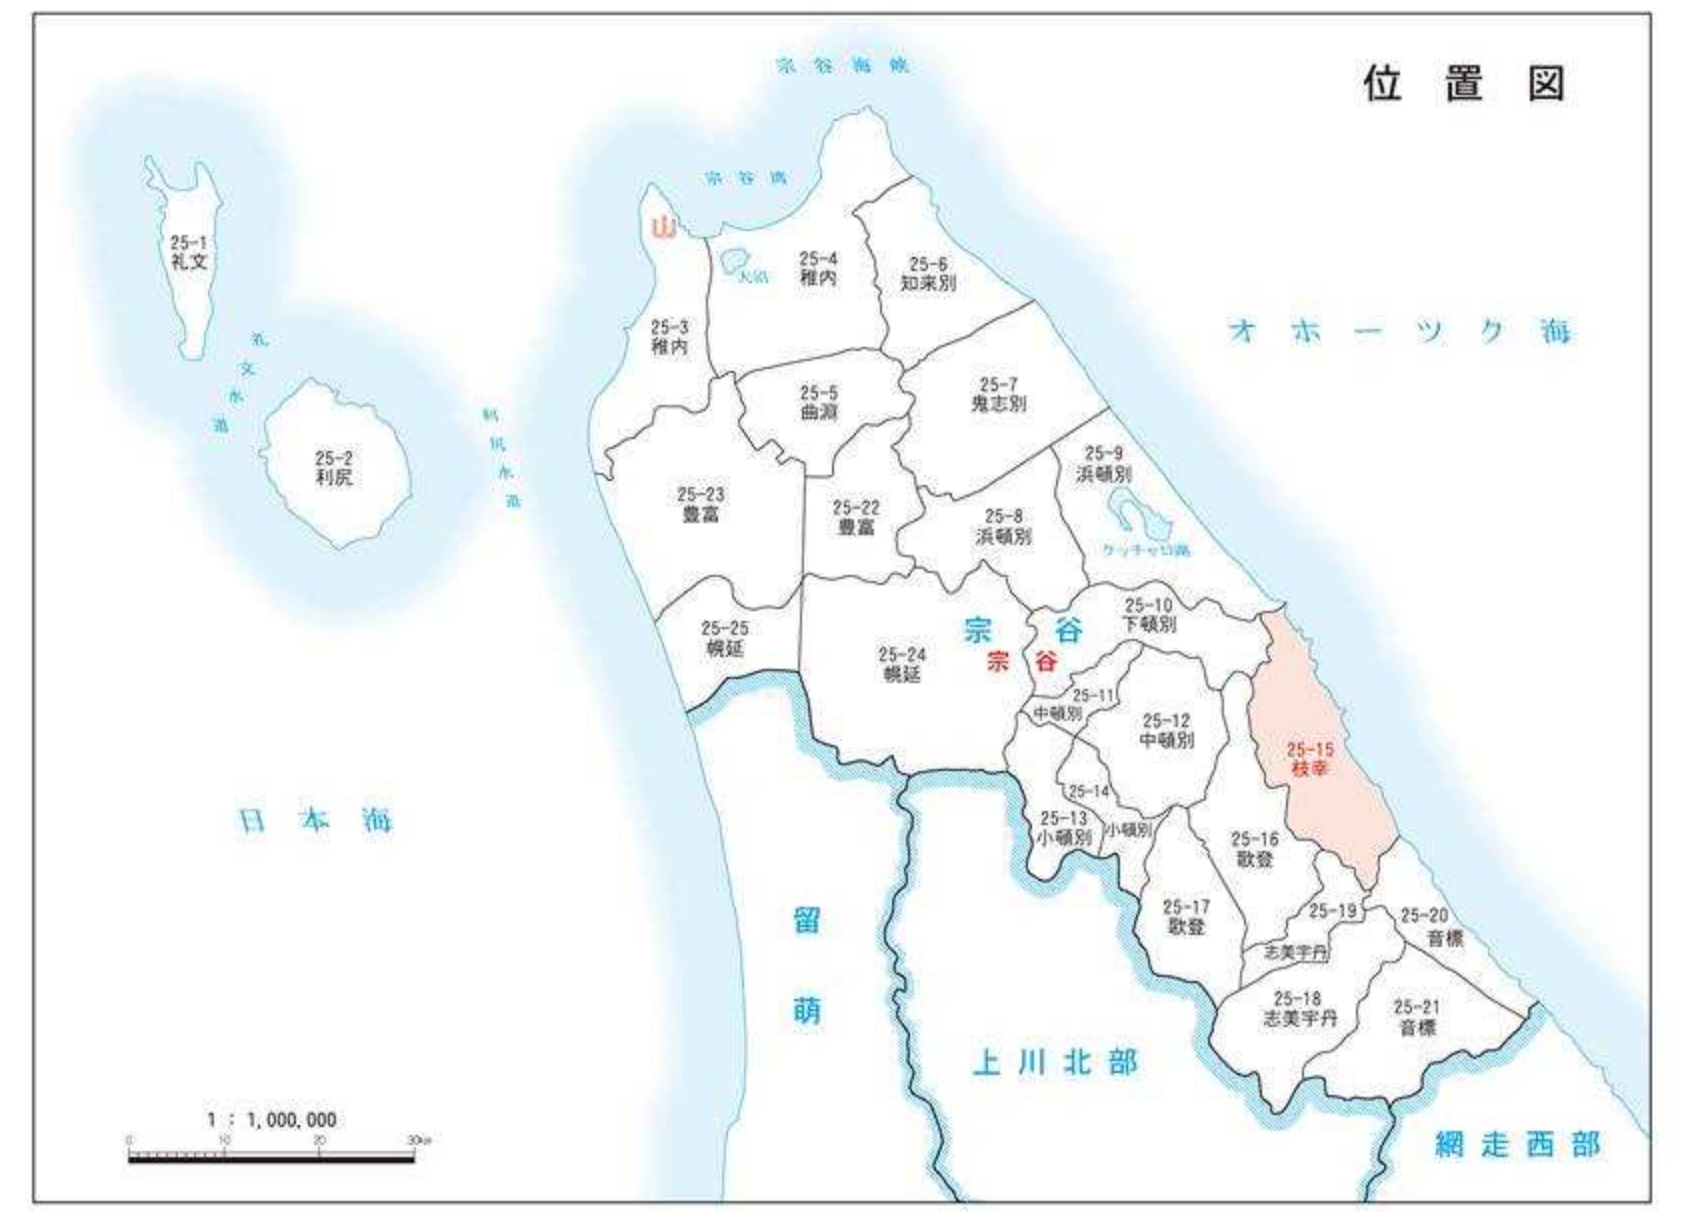 位置図
宗谷海峡
宗谷湾
山
25-1
礼文
大沼
25-4
稚内
25-6
知来別
オホーツク海
25-3
稚内
礼文水道
25-5
曲淵
25-7
鬼志別
利尻水道
25-2
利尻
25-9
浜頓別
25-23
豊富
25-22
豊富
25-8
浜頓別
クッチャロ湖
25-10
下頓別
25-25
幌延
宗谷
宗谷
25-24
幌延
25-11
中頓別
25-12
中頓別
25-15
枝幸
25-14
小頓別
25-13
小頓別
日本海
25-16
歌登
25-17
歌登
25-19
志美宇丹
25-20
音標
留萌
25-18
志美宇丹
25-21
音標
上川北部
網走西部
1 : 1,000,000
0 10 20 30km